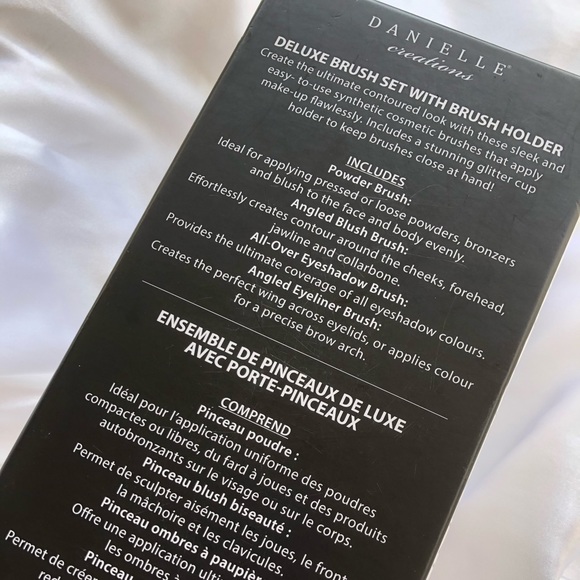 DANIELLE®
creations
DELUXE BRUSH SET WITH BRUSH HOLDER
Create the ultimate contoured look with these sleek and
easy- to-use synthetic cosmetic brushes that apply
make-up flawlessly. Includes a stunning glitter cup
holder to keep brushes close at hand!
INCLUDES
Powder Brush:
Ideal for applying pressed or loose powders, bronzers
and blush to the face and body evenly.
Angled Blush Brush:
Effortlessly creates contour around the cheeks, forehead,
jawline and collarbone.
All-Over Eyeshadow Brush:
Provides the ultimate coverage of all eyeshadow colours.
Angled Eyeliner Brush:
Creates the perfect wing across eyelids, or applies colour
for a precise brow arch.
ENSEMBLE DE PINCEAUX DE LUXE
AVEC PORTE-PINCEAUX
COMPREND
Pinceau poudre :
Idéal pour l'application uniforme des poudres
compactes ou libres, du fard à joues et des produits
autobronzants sur le visage ou sur le corps.
Pinceau blush biseauté :
Permet de sculpter aisément les joues, le front
la mâchoire et les clavicules.
Pinceau ombres à paupiè
Offre une application ultim
les ombres à
Pinceau
Permet de créer